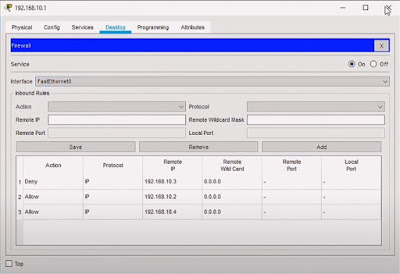 192.168.10.1
Physical Config Services Desktop Programming Attributes
Firewall X
Service On Off
Interface FastEthernet0
Inbound Rules
Action Protocol
Remote IP Remote Wildcard Mask
Remote Port Local Port
Save Remove Add
Action Protocol Remote IP Remote Wild Card Remote Port Local Port
1 Deny IP 192.168.10.3 0.0.0.0 - -
2 Allow IP 192.168.10.2 0.0.0.0 - -
3 Allow IP 192.168.10.4 0.0.0.0 - -
Top